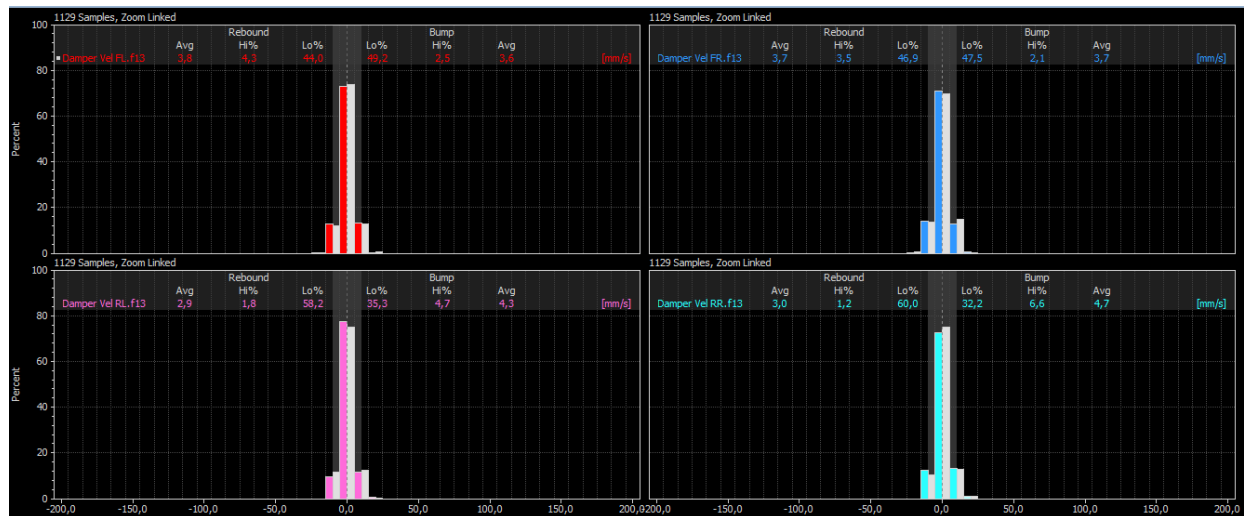 1129 Samples, Zoom Linked
Rebound Bump
Avg Hi% Lo% Lo% Hi% Avg
Damper Vel FL.f13 3,8 4,3 44,0 49,2 2,5 3,6 [mm/s]
1129 Samples, Zoom Linked
Rebound Bump
Avg Hi% Lo% Lo% Hi% Avg
Damper Vel FR.f13 3,7 3,5 46,9 47,5 2,1 3,7 [mm/s]
100
80
60
40
20
0
Percent
1129 Samples, Zoom Linked
Rebound Bump
Avg Hi% Lo% Lo% Hi% Avg
Damper Vel RL.f13 2,9 1,8 58,2 35,3 4,7 4,3 [mm/s]
1129 Samples, Zoom Linked
Rebound Bump
Avg Hi% Lo% Lo% Hi% Avg
Damper Vel RR.f13 3,0 1,2 60,0 32,2 6,6 4,7 [mm/s]
100
80
60
40
20
0
Percent
-200,0 -150,0 -100,0 -50,0 0,0 50,0 100,0 150,0 200,0
-150,0 -100,0 -50,0 0,0 50,0 100,0 150,0 200,0